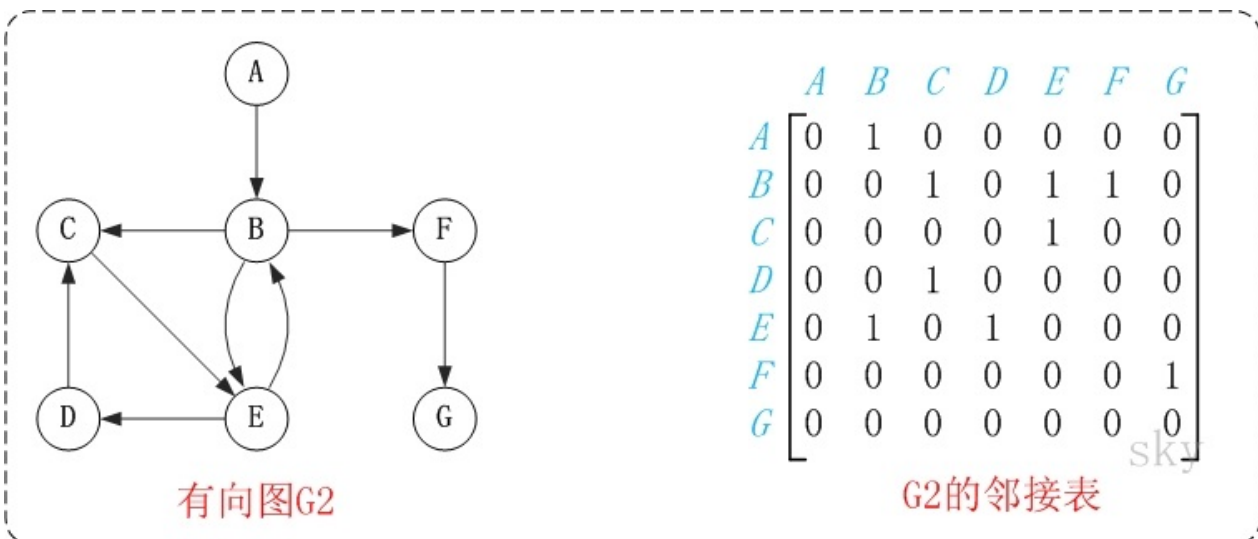 A
C B F
D E G
有向图G2
A B C D E F G
A 0 1 0 0 0 0 0
B 0 0 1 0 1 1 0
C 0 0 0 0 1 0 0
D 0 0 1 0 0 0 0
E 0 1 0 1 0 0 0
F 0 0 0 0 0 0 1
G 0 0 0 0 0 0 0
sky
G2的邻接表